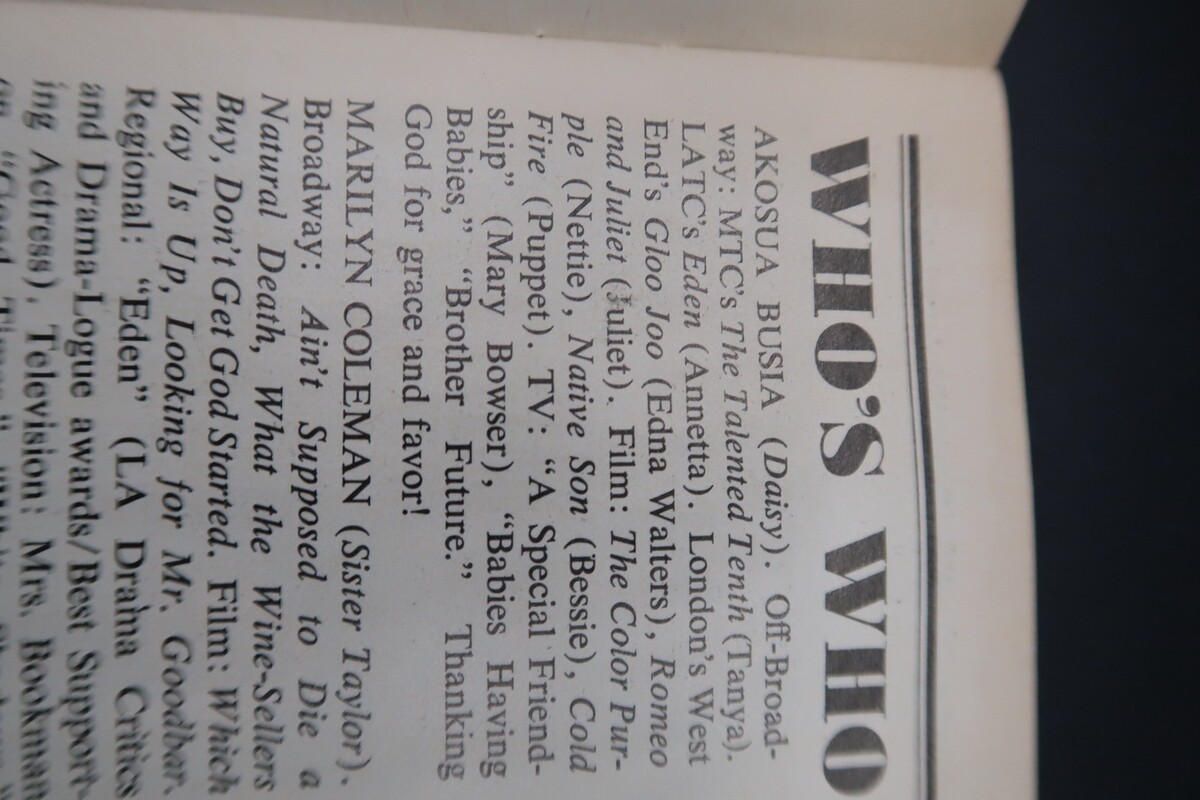 WHO'S WHO
AKOSUA BUSIA (Daisy). Off-Broad-
way: MTC's The Talented Tenth (Tanya).
LATC's Eden (Annetta). London's West
End's Gloo Joo (Edna Walters), Romeo
and Juliet (Juliet). Film: The Color Pur-
ple (Nettie), Native Son (Bessie), Cold
Fire (Puppet). TV: “A Special Friend-
ship” (Mary Bowser), “Babies Having
Babies,” “Brother Future.” Thanking
God for grace and favor!
MARILYN COLEMAN (Sister Taylor).
Broadway: Ain't Supposed to Die a
Natural Death, What the Wine-Sellers
Buy, Don't Get God Started. Film: Which
Way Is Up, Looking for Mr. Goodbar.
Regional: “Eden” (LA Drama Critics
and Drama-Logue awards/Best Support-
ing Actress). Television: Mrs. Bookman
on “Good Times,”